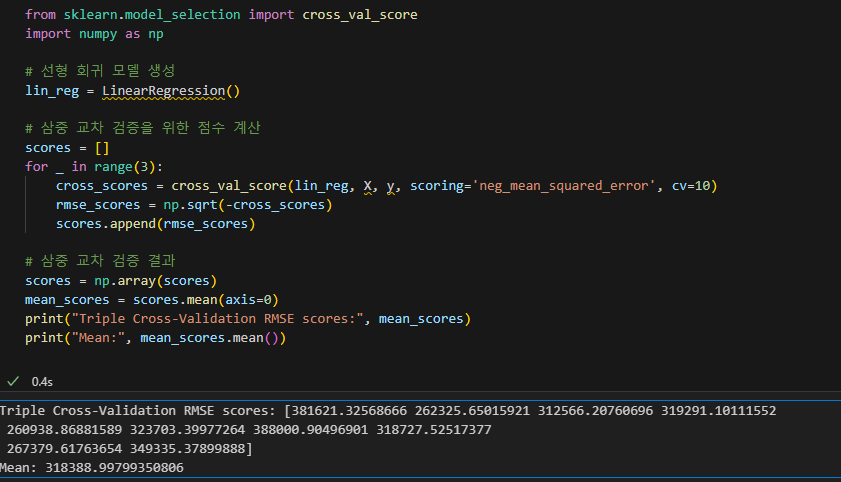 from sklearn.model_selection import cross_val_score
import numpy as np
# 선형 회귀 모델 생성
lin_reg = LinearRegression()
# 삼중 교차 검증을 위한 점수 계산
scores = []
for _ in range(3):
    cross_scores = cross_val_score(lin_reg, X, y, scoring='neg_mean_squared_error', cv=10)
    rmse_scores = np.sqrt(-cross_scores)
    scores.append(rmse_scores)
# 삼중 교차 검증 결과
scores = np.array(scores)
mean_scores = scores.mean(axis=0)
print("Triple Cross-Validation RMSE scores:", mean_scores)
print("Mean:", mean_scores.mean())
0.4s
Triple Cross-Validation RMSE scores: [381621.32568666 262325.65015921 312566.20760696 319291.10111552
 260938.86881589 323703.39977264 388000.90496901 318727.52517377
 267379.61763654 349335.37899888]
Mean: 318388.99799350806